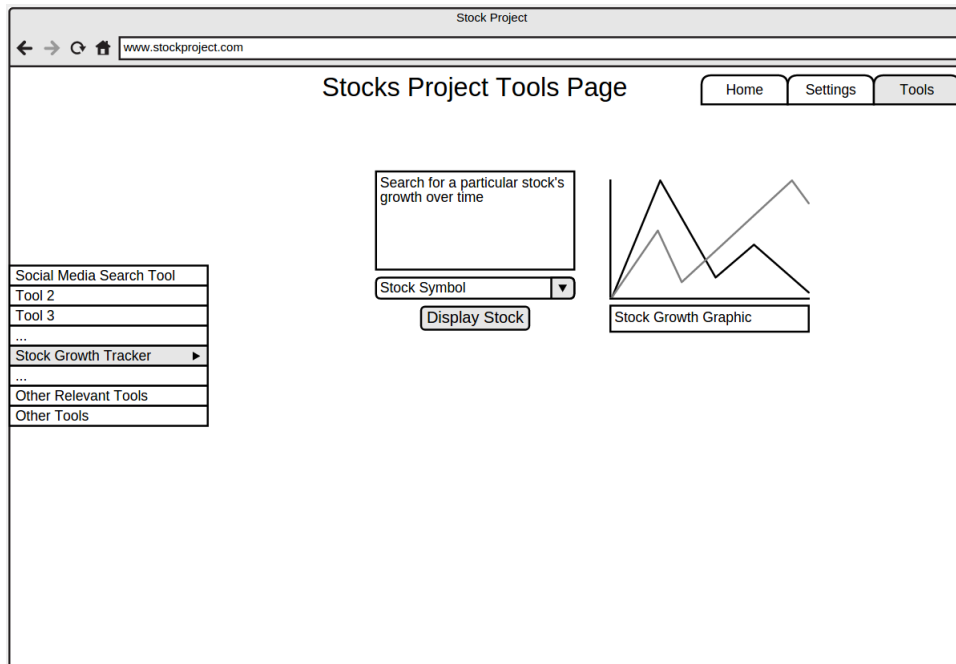 Stock Project
www.stockproject.com
Stocks Project Tools Page
Home
Settings
Tools
Search for a particular stock's
growth over time
Stock Symbol
Display Stock
Stock Growth Graphic
Social Media Search Tool
Tool 2
Tool 3
...
Stock Growth Tracker
...
Other Relevant Tools
Other Tools